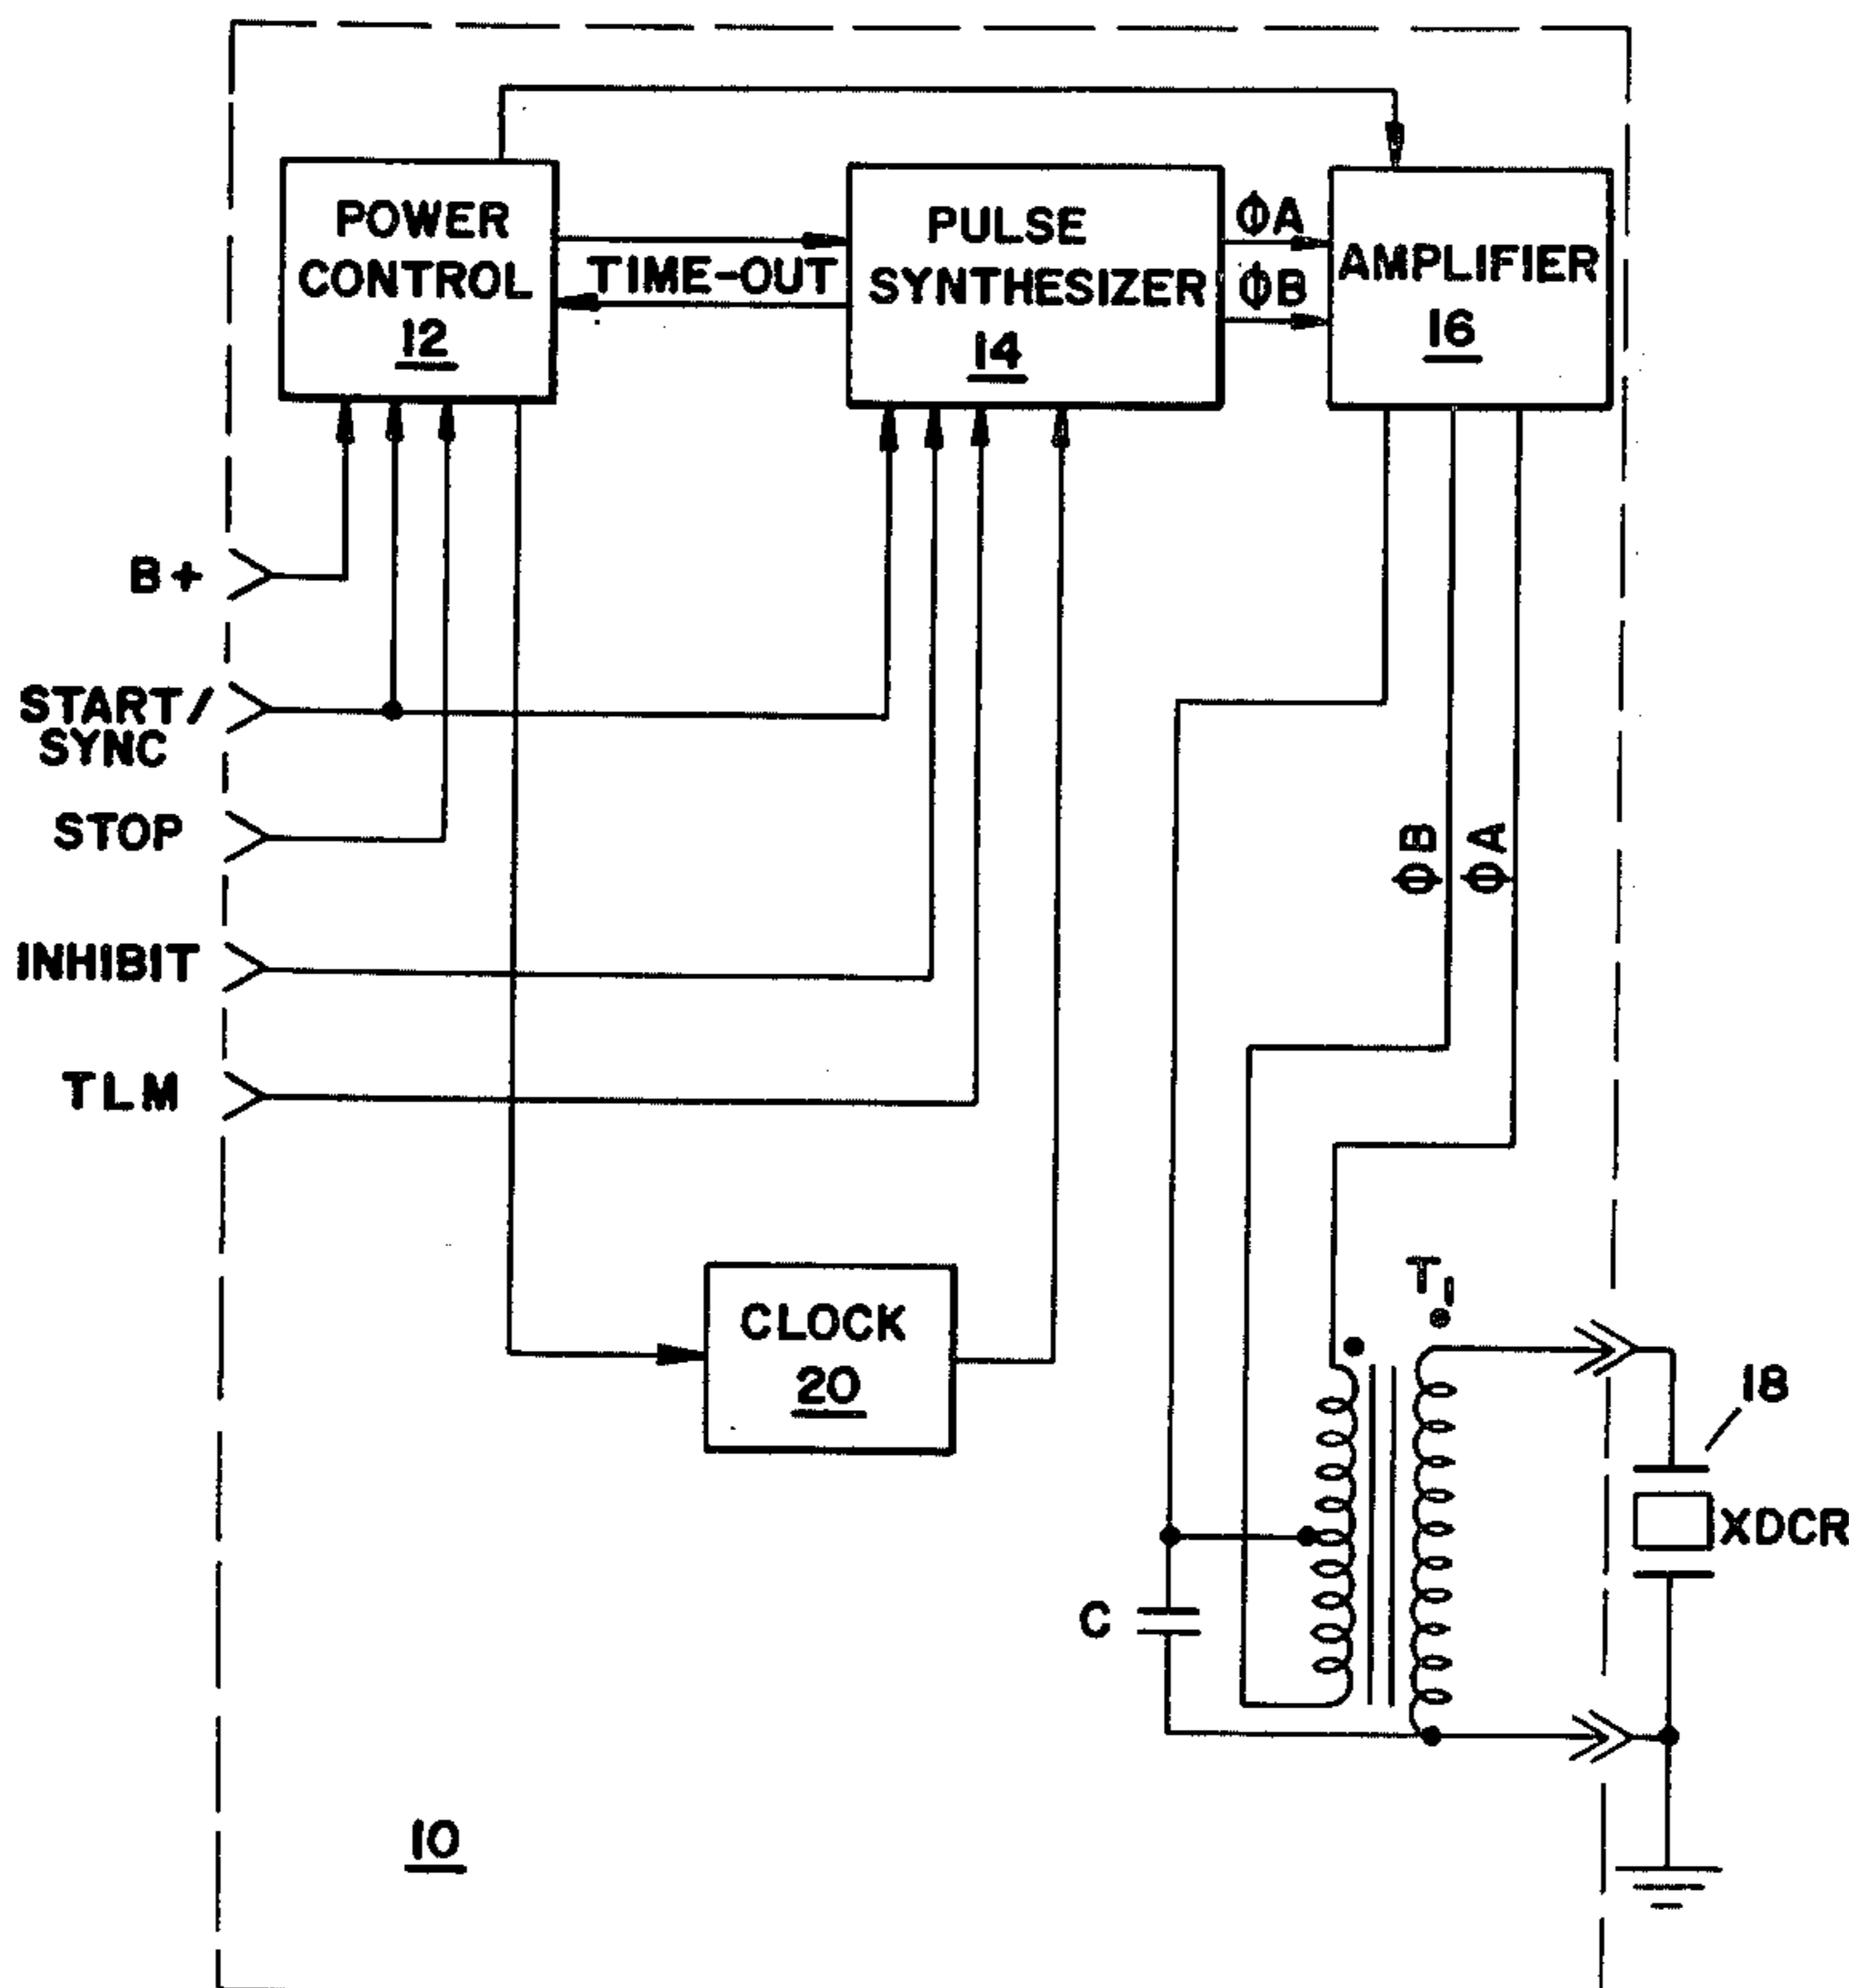 POWER
CONTROL
12
TIME-OUT
PULSE
SYNTHESIZER
14
ΦA
ΦB
AMPLIFIER
16
B+
START/
SYNC
STOP
INHIBIT
TLM
ΦB
ΦA
CLOCK
20
T1
18
XDCR
C
10